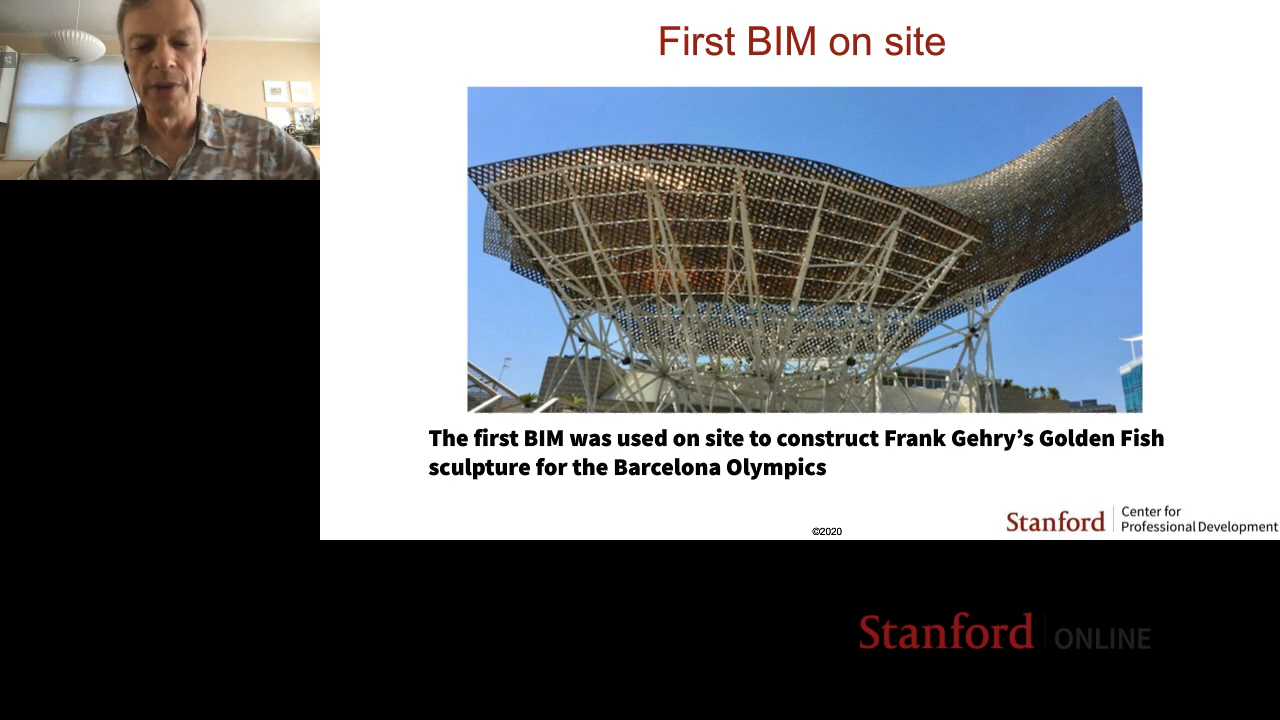 First BIM on site
The first BIM was used on site to construct Frank Gehry’s Golden Fish
sculpture for the Barcelona Olympics
©2020
Stanford
Center for
Professional Development
Stanford ONLINE